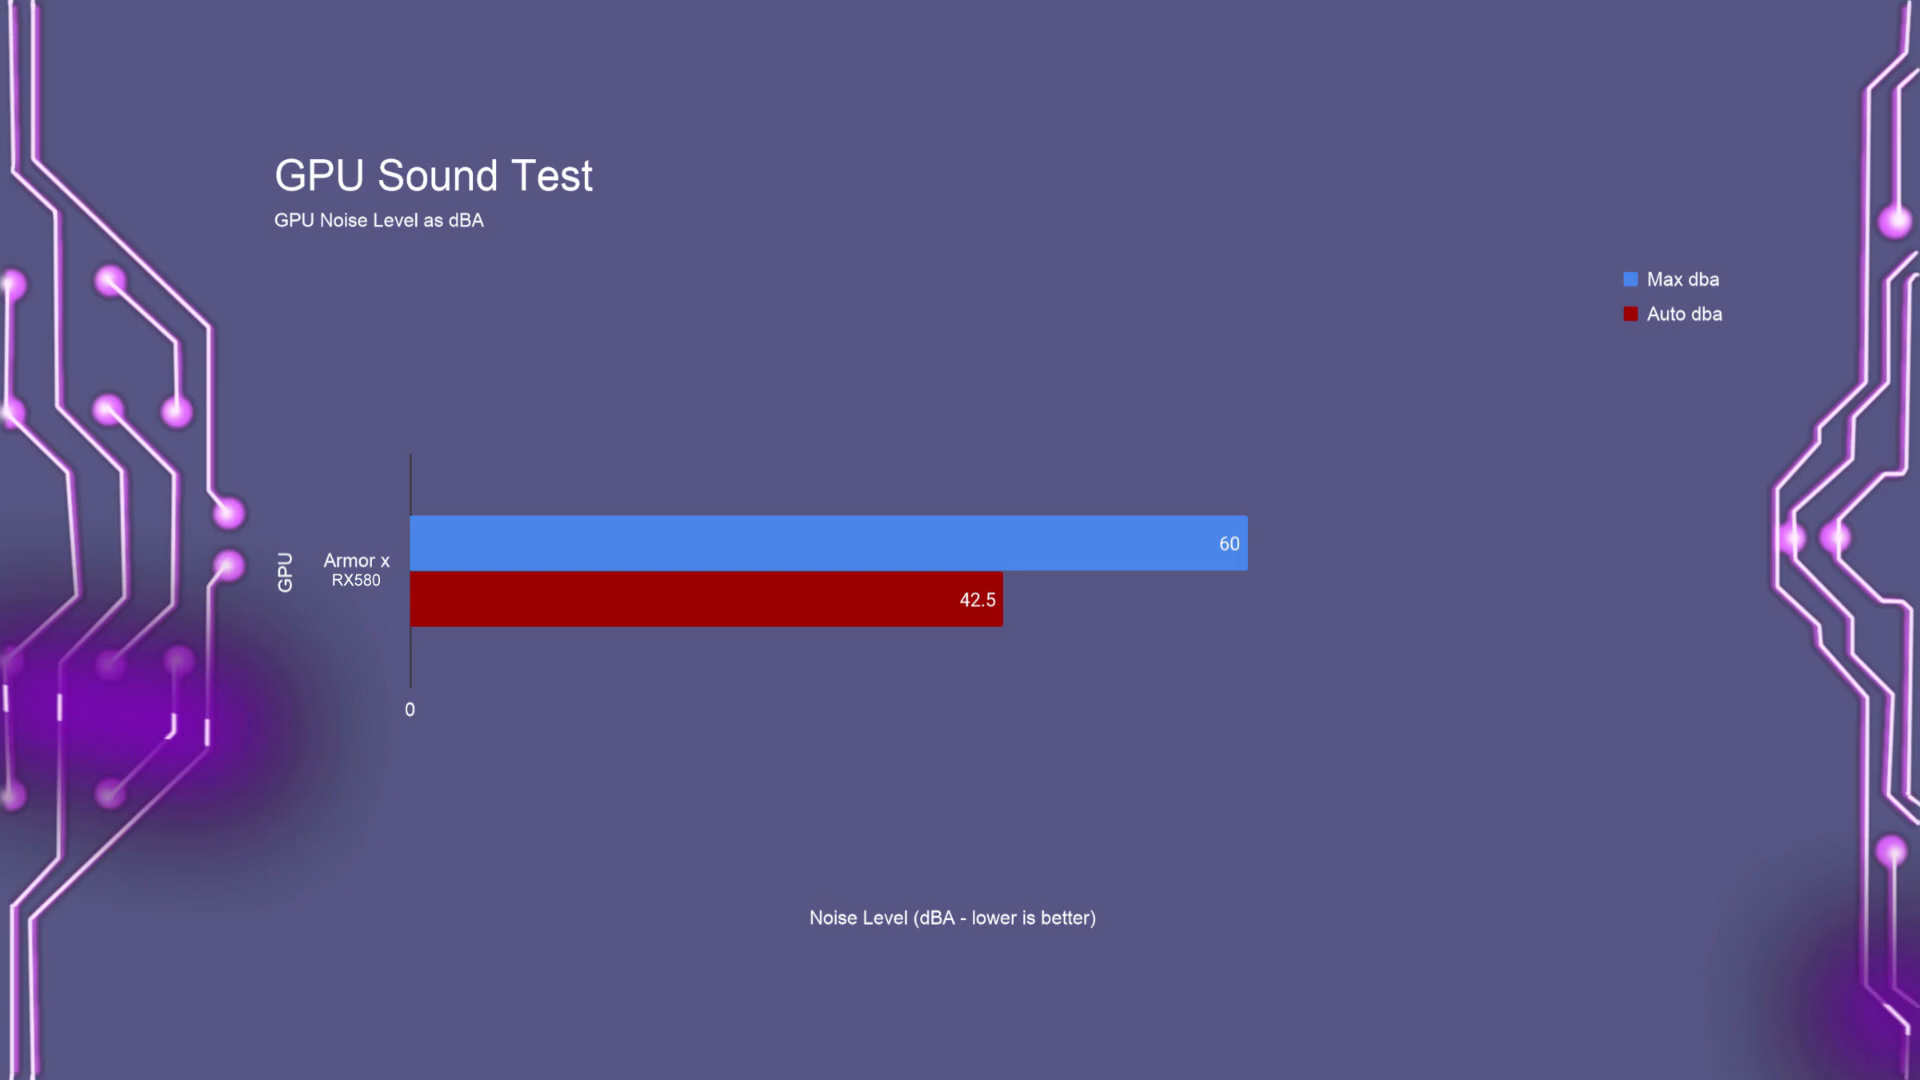 GPU Sound Test
GPU Noise Level as dBA
Max dba
Auto dba
GPU
Armor x
RX580
60
42.5
0
Noise Level (dBA - lower is better)